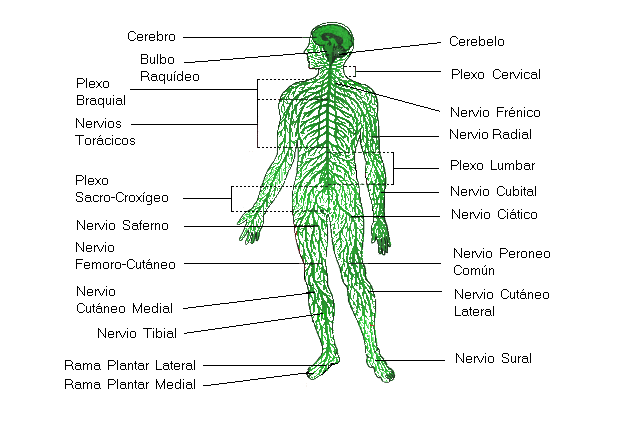 Cerebro
Bulbo
Raquídeo
Plexo
Braquial
Nervios
Torácicos
Plexo
Sacro-Croxígeo
Nervio Saferno
Nervio
Femoro-Cutáneo
Nervio
Cutáneo Medial
Nervio Tibial
Rama Plantar Lateral
Rama Plantar Medial
Cerebelo
Plexo Cervical
Nervio Frénico
Nervio Radial
Plexo Lumbar
Nervio Cubital
Nervio Ciático
Nervio Peroneo
Común
Nervio Cutáneo
Lateral
Nervio Sural